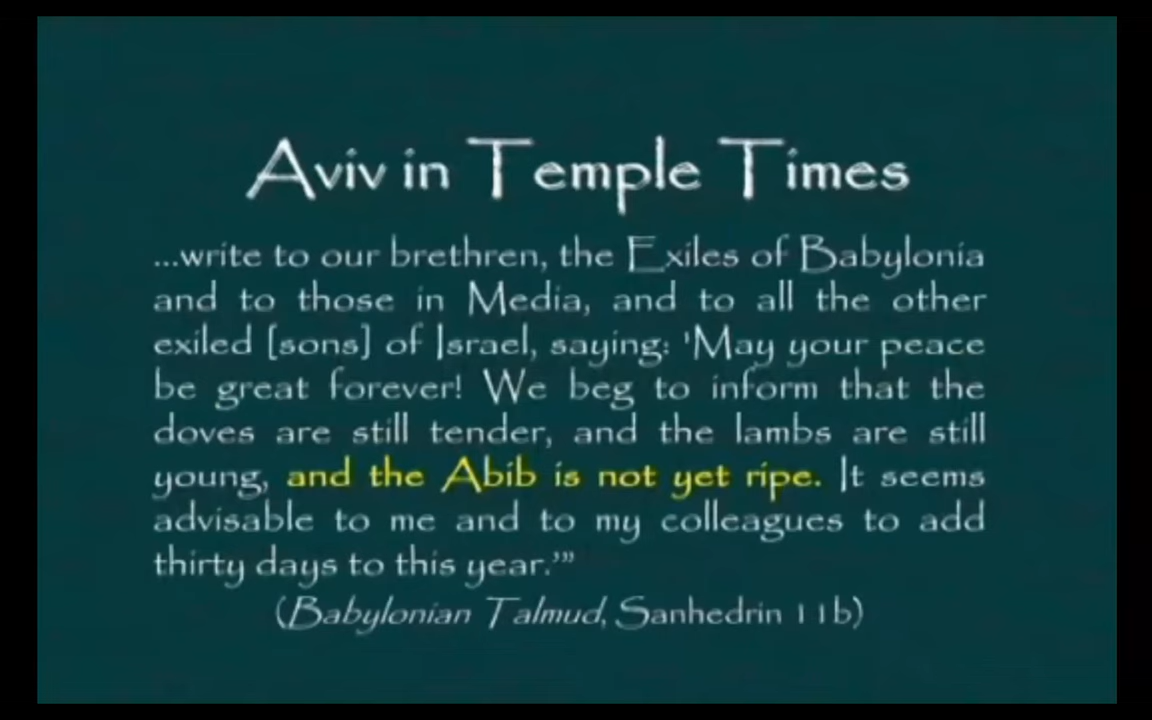 Aviv in Temple Times
...write to our brethren, the Exiles of Babylonia
and to those in Media, and to all the other
exiled [sons] of Israel, saying: 'May your peace
be great forever! We beg to inform that the
doves are still tender, and the lambs are still
young, and the Abib is not yet ripe. It seems
advisable to me and to my colleagues to add
thirty days to this year.'”
(Babylonian Talmud, Sanhedrin 11b)